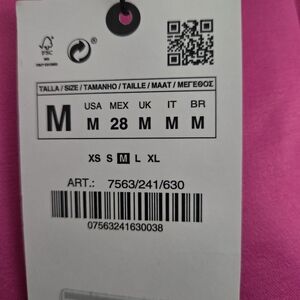 FSC
TALLA / SIZE / TAMANHO / TAILLE / MAAT / ΜΕΓΕΘΟΣ
M
USA MEX UK IT BR
M 28 M M M
XS S M L XL
ART.: 7563/241/630
07563241630038